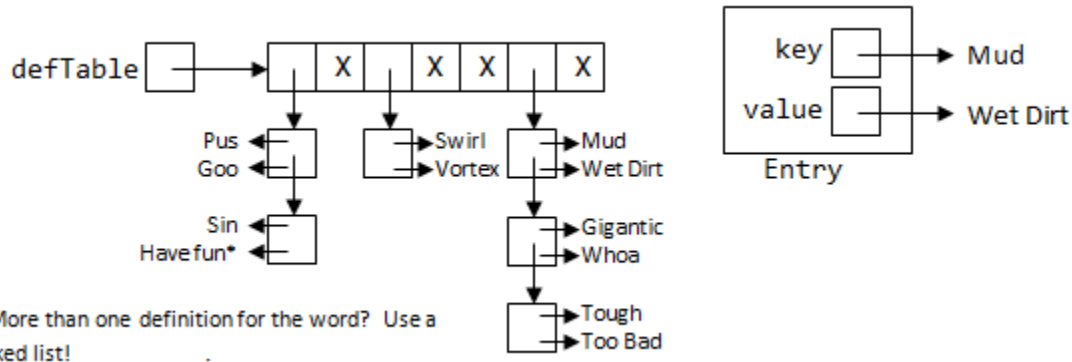 defTable X X X X
key Mud
value Wet Dirt
Entry
Pus Swirl Mud
Goo Vortex Wet Dirt
Sin Gigantic
Have fun* Whoa
Tough
Too Bad
More than one definition for the word? Use a
ked list!